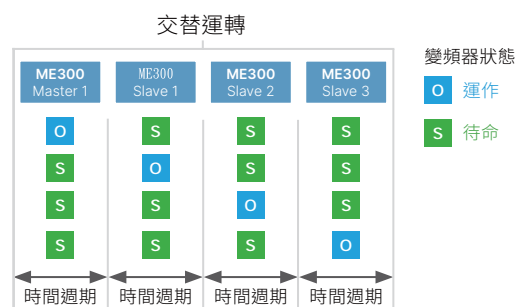 交替運轉
ME300 ME300 ME300 ME300
Master 1 Slave 1 Slave 2 Slave 3
O S S S
S O S S
S S O S
S S S O
時間週期 時間週期 時間週期 時間週期
變頻器狀態
O 運作
S 待命